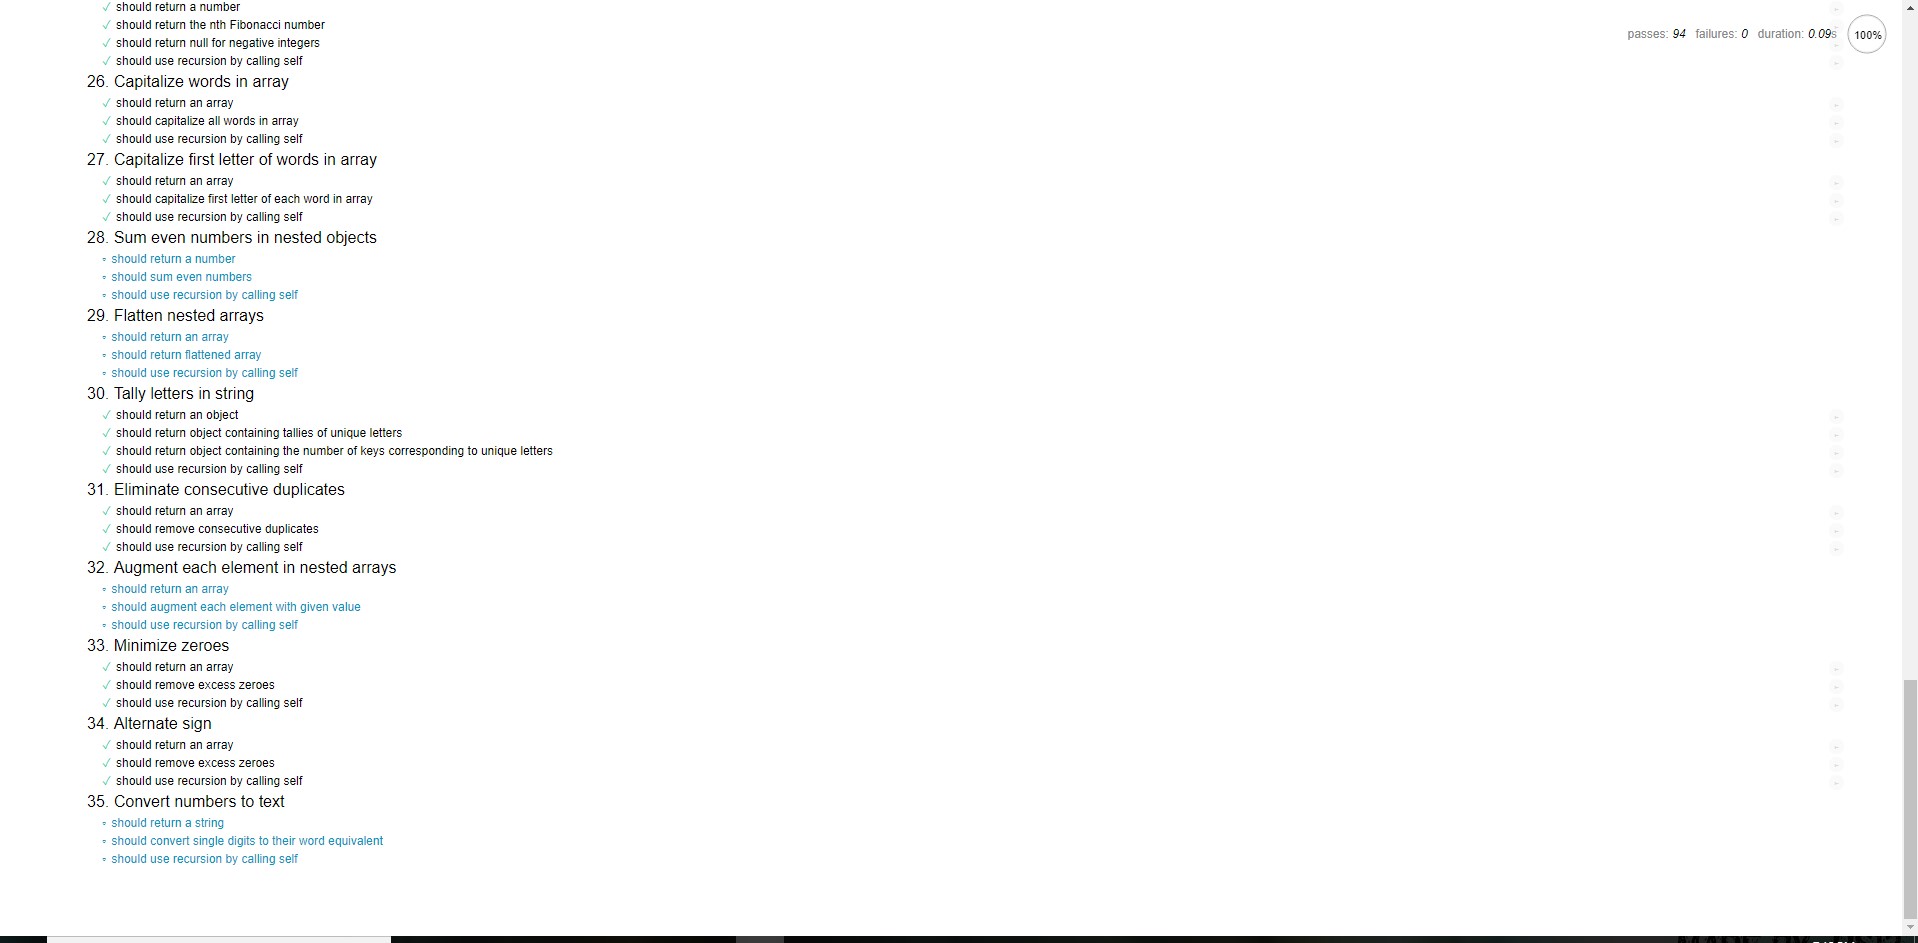 ✓ should return a number
✓ should return the nth Fibonacci number
passes: 94 failures: 0 duration: 0.09s 100%
✓ should return null for negative integers
✓ should use recursion by calling self
26. Capitalize words in array
✓ should return an array
✓ should capitalize all words in array
✓ should use recursion by calling self
27. Capitalize first letter of words in array
✓ should return an array
✓ should capitalize first letter of each word in array
✓ should use recursion by calling self
28. Sum even numbers in nested objects
should return a number
should sum even numbers
should use recursion by calling self
29. Flatten nested arrays
should return an array
should return flattened array
should use recursion by calling self
30. Tally letters in string
✓ should return an object
✓ should return object containing tallies of unique letters
✓ should return object containing the number of keys corresponding to unique letters
✓ should use recursion by calling self
31. Eliminate consecutive duplicates
✓ should return an array
✓ should remove consecutive duplicates
✓ should use recursion by calling self
32. Augment each element in nested arrays
should return an array
should augment each element with given value
should use recursion by calling self
33. Minimize zeroes
✓ should return an array
✓ should remove excess zeroes
✓ should use recursion by calling self
34. Alternate sign
✓ should return an array
✓ should remove excess zeroes
✓ should use recursion by calling self
35. Convert numbers to text
should return a string
should convert single digits to their word equivalent
should use recursion by calling self